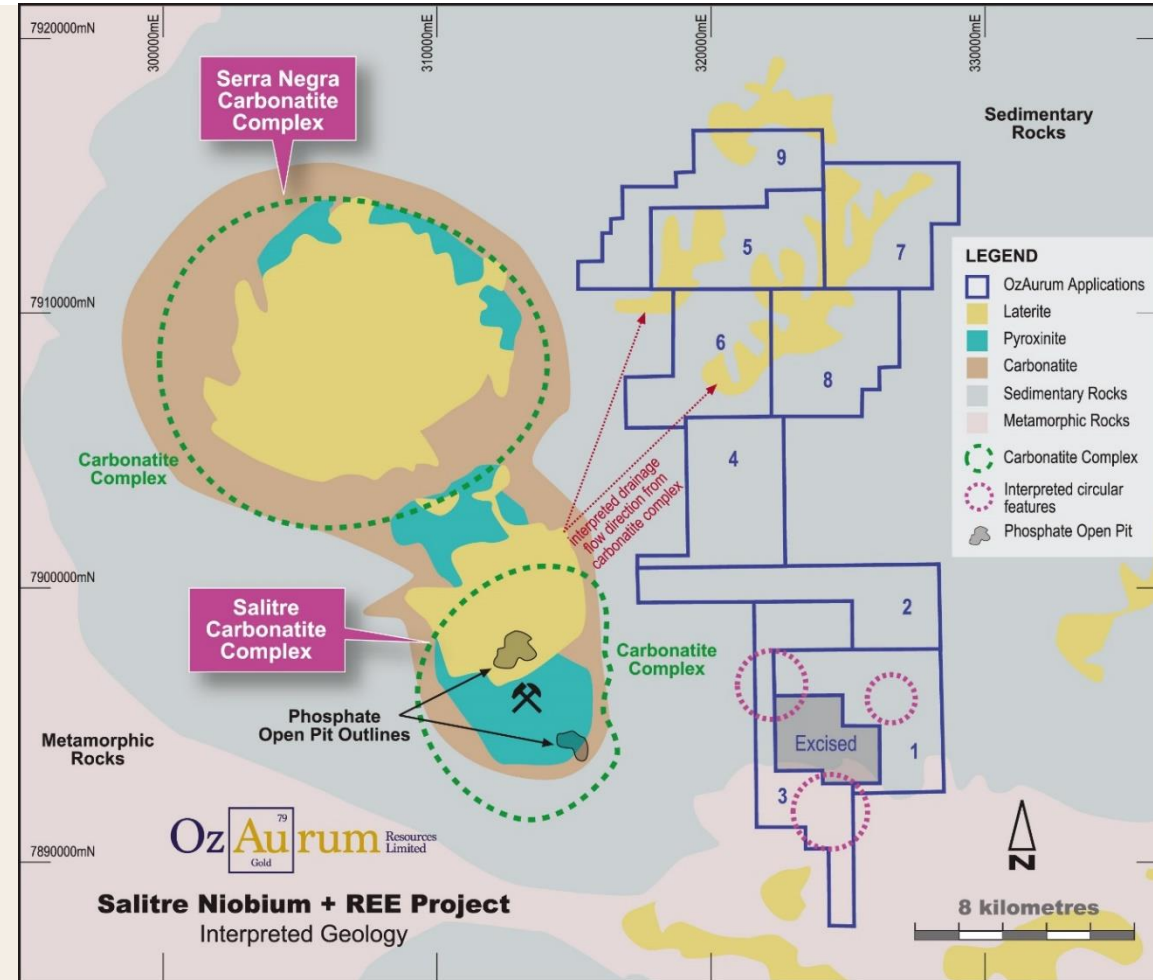 7920000mN
300000mE
310000mE
320000mE
330000mE
Serra Negra
Carbonatite
Complex
Sedimentary
Rocks
9
5
7
7910000mN
6
8
LEGEND
OzAurum Applications
Laterite
Pyroxinite
Carbonatite
Sedimentary Rocks
Metamorphic Rocks
Carbonatite Complex
Interpreted circular
features
Phosphate Open Pit
Carbonatite
Complex
4
interpreted drainage
flow direction from
carbonatite complex
7900000mN
Salitre
Carbonatite
Complex
2
Carbonatite
Complex
Phosphate
Open Pit Outlines
Metamorphic
Rocks
Excised
1
3
79
OzAurum Resources
Limited
Gold
7890000mN
N
Salitre Niobium + REE Project
Interpreted Geology
8 kilometres